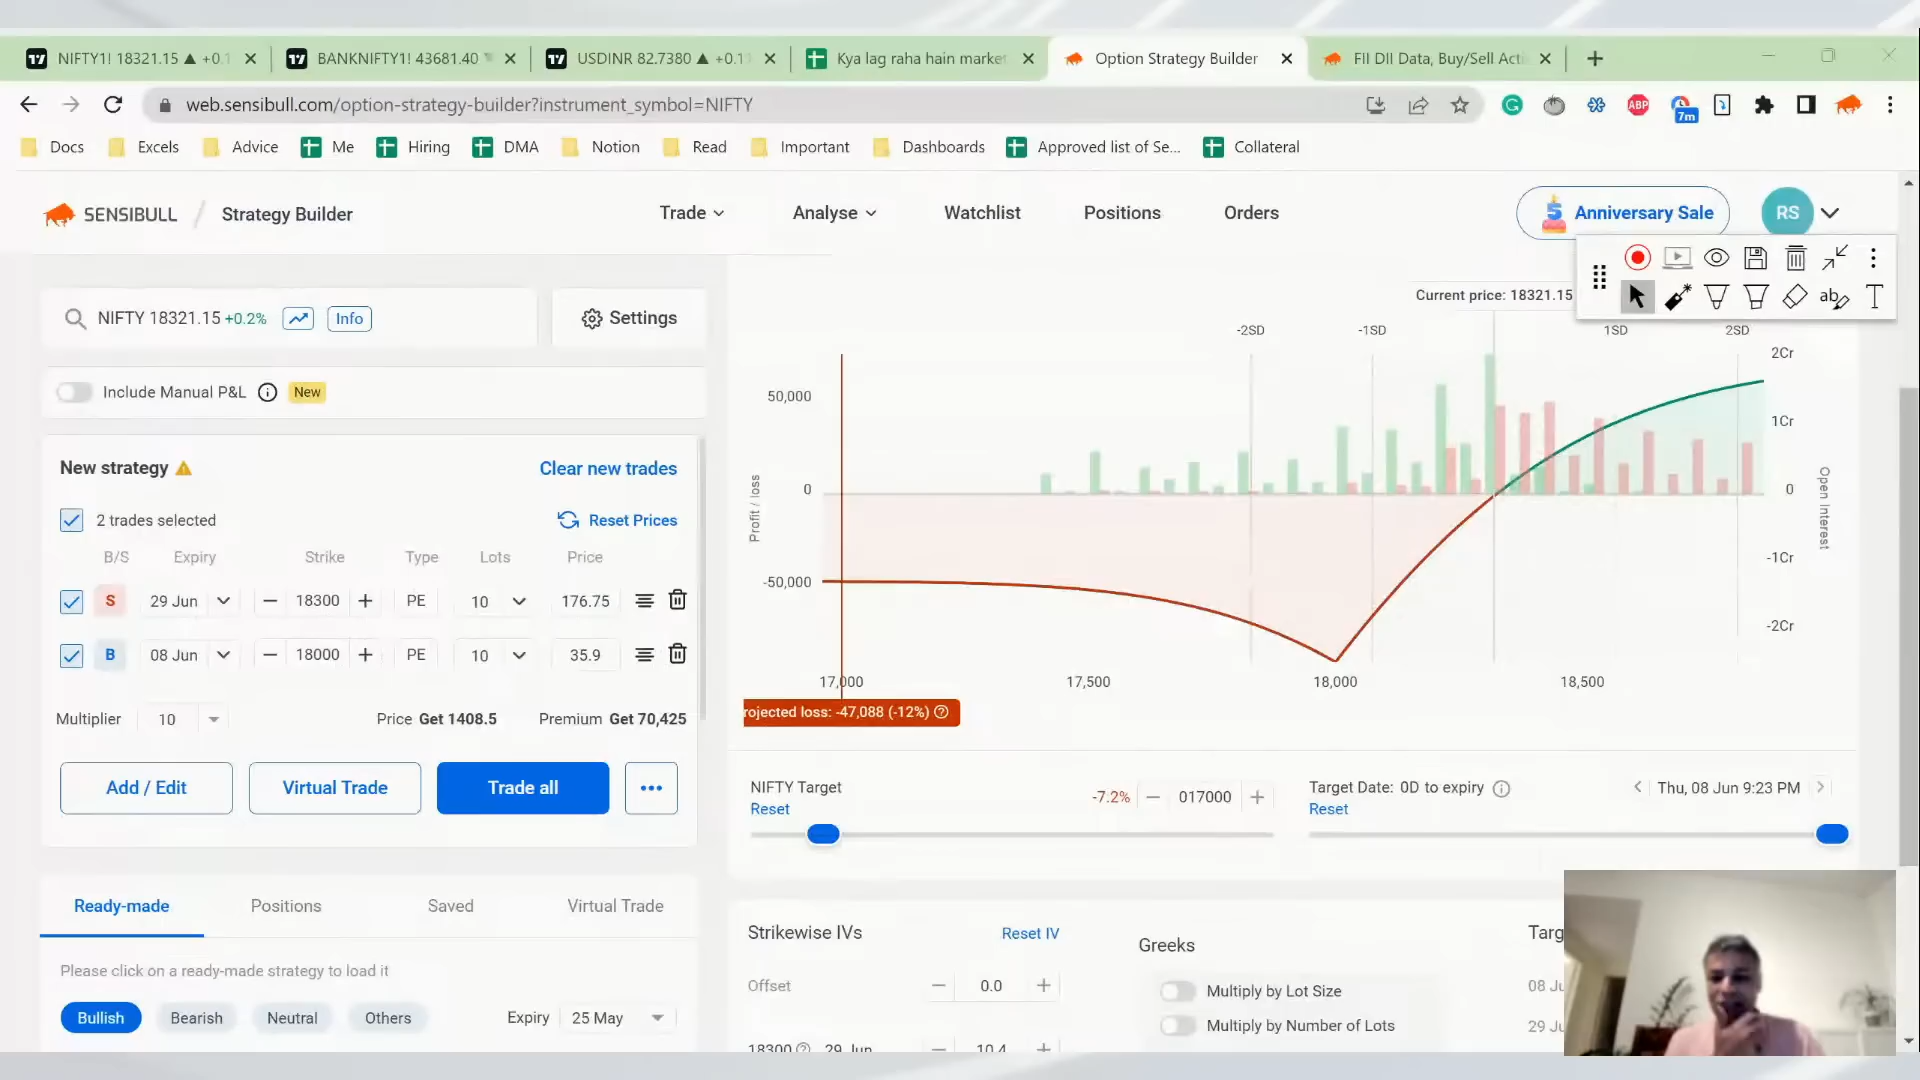 NIFTY1! 18321.15 ▲ +0.1
BANKNIFTY1! 43681.40
USDINR 82.7380 ▲ +0.1
Kya lag raha hain market
Option Strategy Builder
FII DII Data, Buy/Sell Acti
web.sensibull.com/option-strategy-builder?instrument_symbol=NIFTY
ABP
7m
Docs
Excels
Advice
Me
Hiring
DMA
Notion
Read
Important
Dashboards
Approved list of Se...
Collateral
SENSIBULL / Strategy Builder
Trade
Analyse
Watchlist
Positions
Orders
5 Anniversary Sale
RS
NIFTY 18321.15 +0.2%
Info
Settings
Include Manual P&L
New
New strategy
Clear new trades
2 trades selected
Reset Prices
B/S Expiry Strike Type Lots Price
S 29 Jun − 18300 + PE 10 176.75
B 08 Jun − 18000 + PE 10 35.9
Multiplier 10 Price Get 1408.5 Premium Get 70,425
Add / Edit
Virtual Trade
Trade all
...
Ready-made
Positions
Saved
Virtual Trade
Please click on a ready-made strategy to load it
Bullish
Bearish
Neutral
Others
Expiry 25 May
Current price: 18321.15
-2SD
-1SD
1SD
2SD
Profit / loss
50,000
0
-50,000
Open Interest
2Cr
1Cr
0
-1Cr
-2Cr
17,000
17,500
18,000
18,500
rojected loss: -47,088 (-12%)
NIFTY Target
Reset
-7.2% − 017000 +
Target Date: 0D to expiry
Reset
Thu, 08 Jun 9:23 PM
Strikewise IVs
Reset IV
Offset − 0.0 +
18300 29 Jun − 10.4 +
Greeks
Multiply by Lot Size
Multiply by Number of Lots
Targ
08 Ju
29 Ju